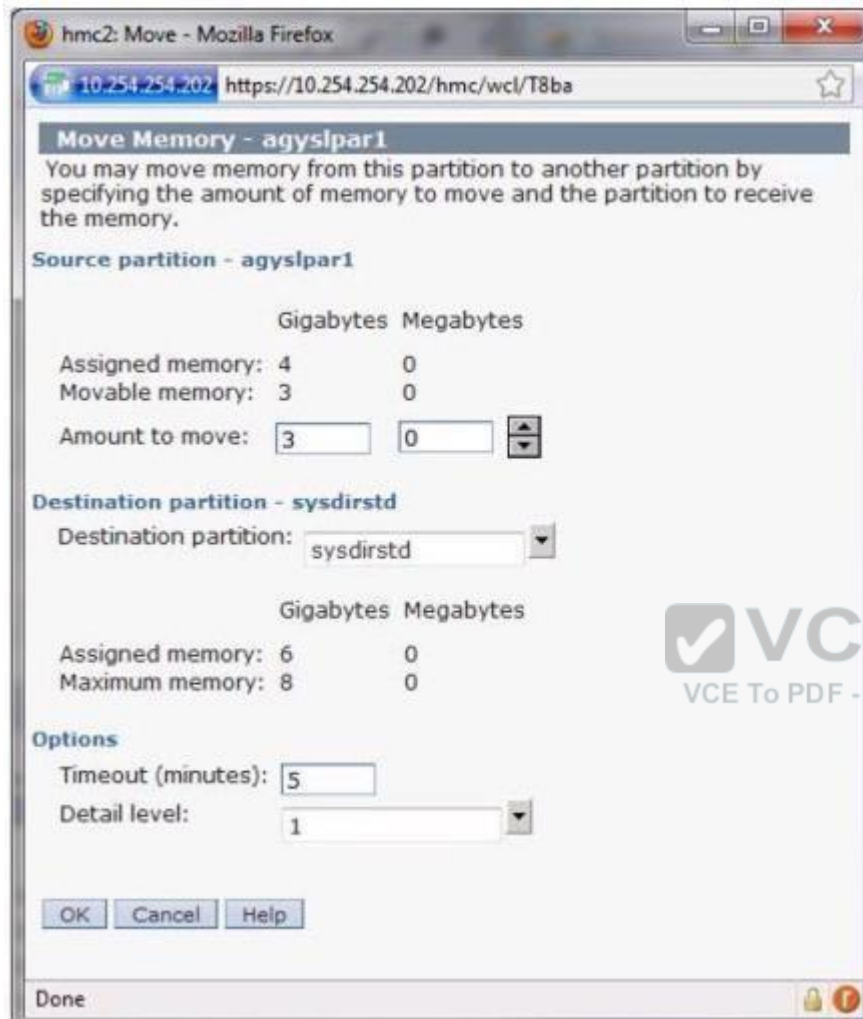 hmc2: Move - Mozilla Firefox
10.254.254.202 https://10.254.254.202/hmc/wcl/T8ba
Move Memory - agyslpar1
You may move memory from this partition to another partition by
specifying the amount of memory to move and the partition to receive
the memory.
Source partition - agyslpar1
Gigabytes Megabytes
Assigned memory: 4 0
Movable memory: 3 0
Amount to move: 3 0
Destination partition - sysdirstd
Destination partition: sysdirstd
Gigabytes Megabytes
Assigned memory: 6 0
Maximum memory: 8 0
VC
VCE To PDF -
Options
Timeout (minutes): 5
Detail level: 1
OK Cancel Help
Done